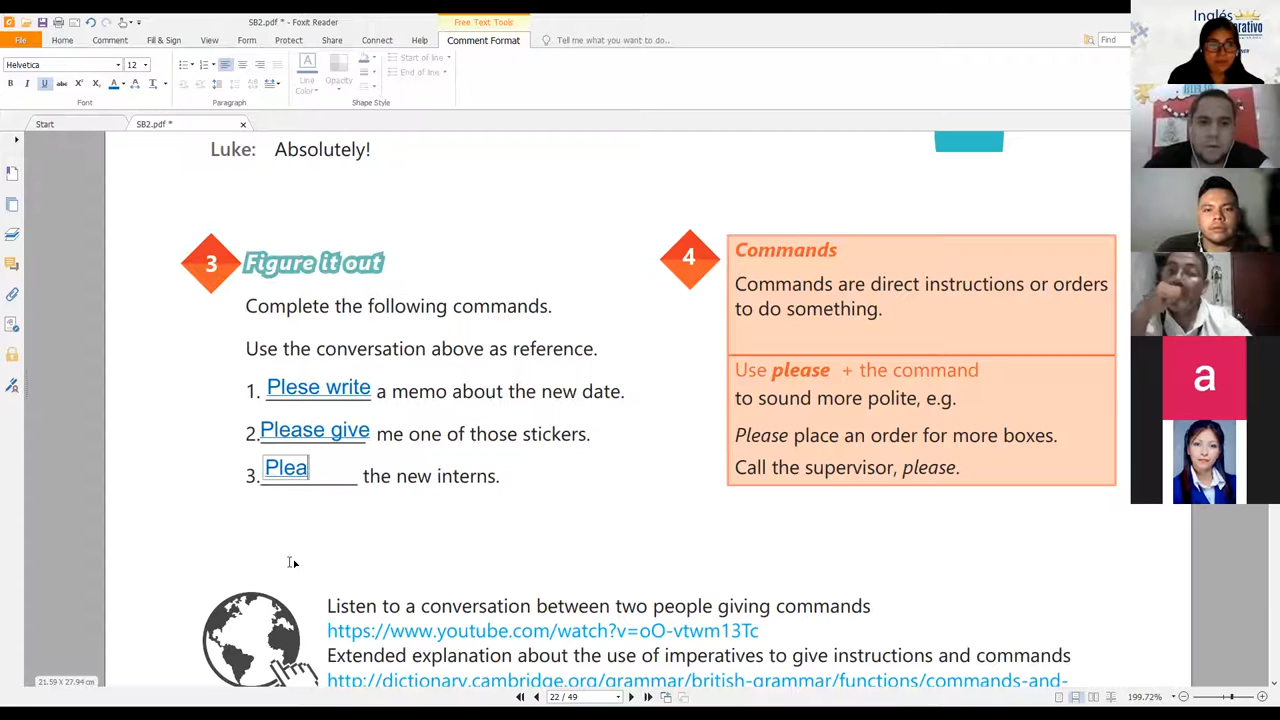 SB2.pdf * - Foxit Reader
Free Text Tools
File Home Comment Fill & Sign View Form Protect Share Connect Help Comment Format Tell me what you want to do.. Find
Helvetica 12 Line Color Opacity Start of line End of line
Font Paragraph Shape Style
Start SB2.pdf *
Inglés
Luke: Absolutely!
3 Figure it out
Complete the following commands.
Use the conversation above as reference.
1. Plese write a memo about the new date.
2. Please give me one of those stickers.
3. Plea the new interns.
4 Commands
Commands are direct instructions or orders
to do something.
Use please + the command
to sound more polite, e.g.
Please place an order for more boxes.
Call the supervisor, please.
a
Listen to a conversation between two people giving commands
https://www.youtube.com/watch?v=oO-vtwm13Tc
Extended explanation about the use of imperatives to give instructions and commands
http://dictionary.cambridge.org/grammar/british-grammar/functions/commands-and-
21.59 X 27.94 cm 22 / 49 199.72%